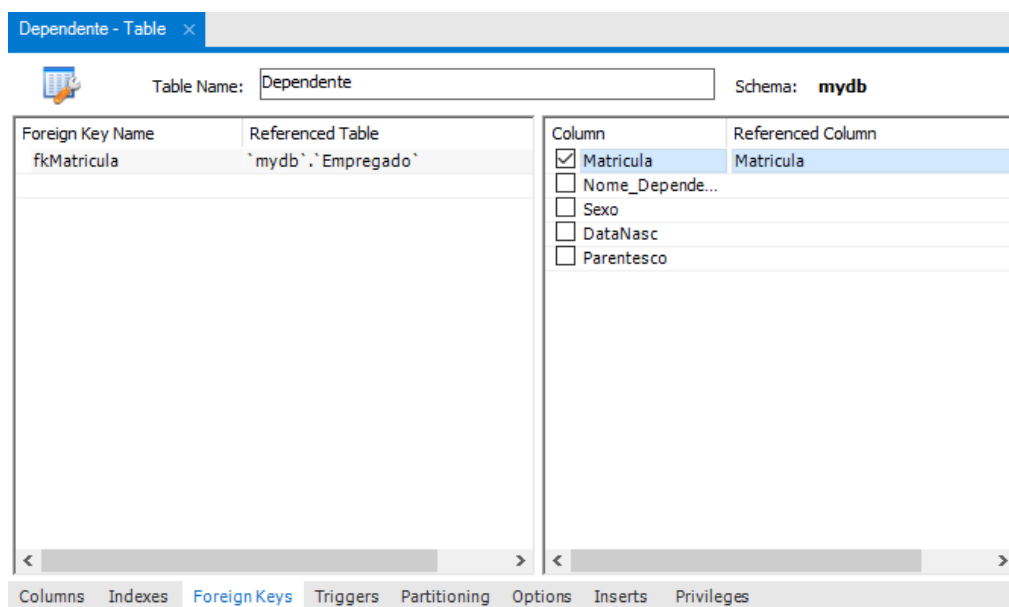 Dependente - Table ×
Table Name: Dependente Schema: mydb
Foreign Key Name Referenced Table Column Referenced Column
fkMatricula `mydb`.`Empregado` Matricula Matricula
Nome_Depende...
Sexo
DataNasc
Parentesco
Columns Indexes Foreign Keys Triggers Partitioning Options Inserts Privileges